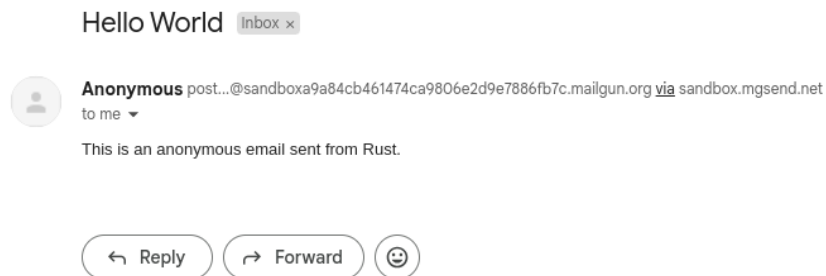 Hello World Inbox ×
Anonymous post...@sandboxa9a84cb461474ca9806e2d9e7886fb7c.mailgun.org via sandbox.mgsend.net
to me
This is an anonymous email sent from Rust.
Reply Forward